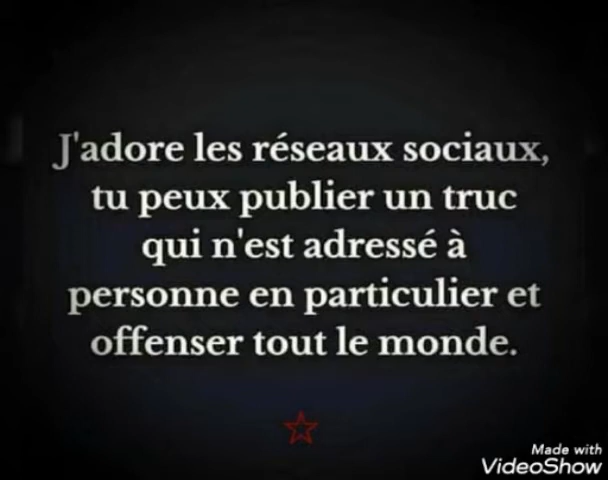 J'adore les réseaux sociaux,
tu peux publier un truc
qui n'est adressé à
personne en particulier et
offenser tout le monde.
Made with
VideoShow